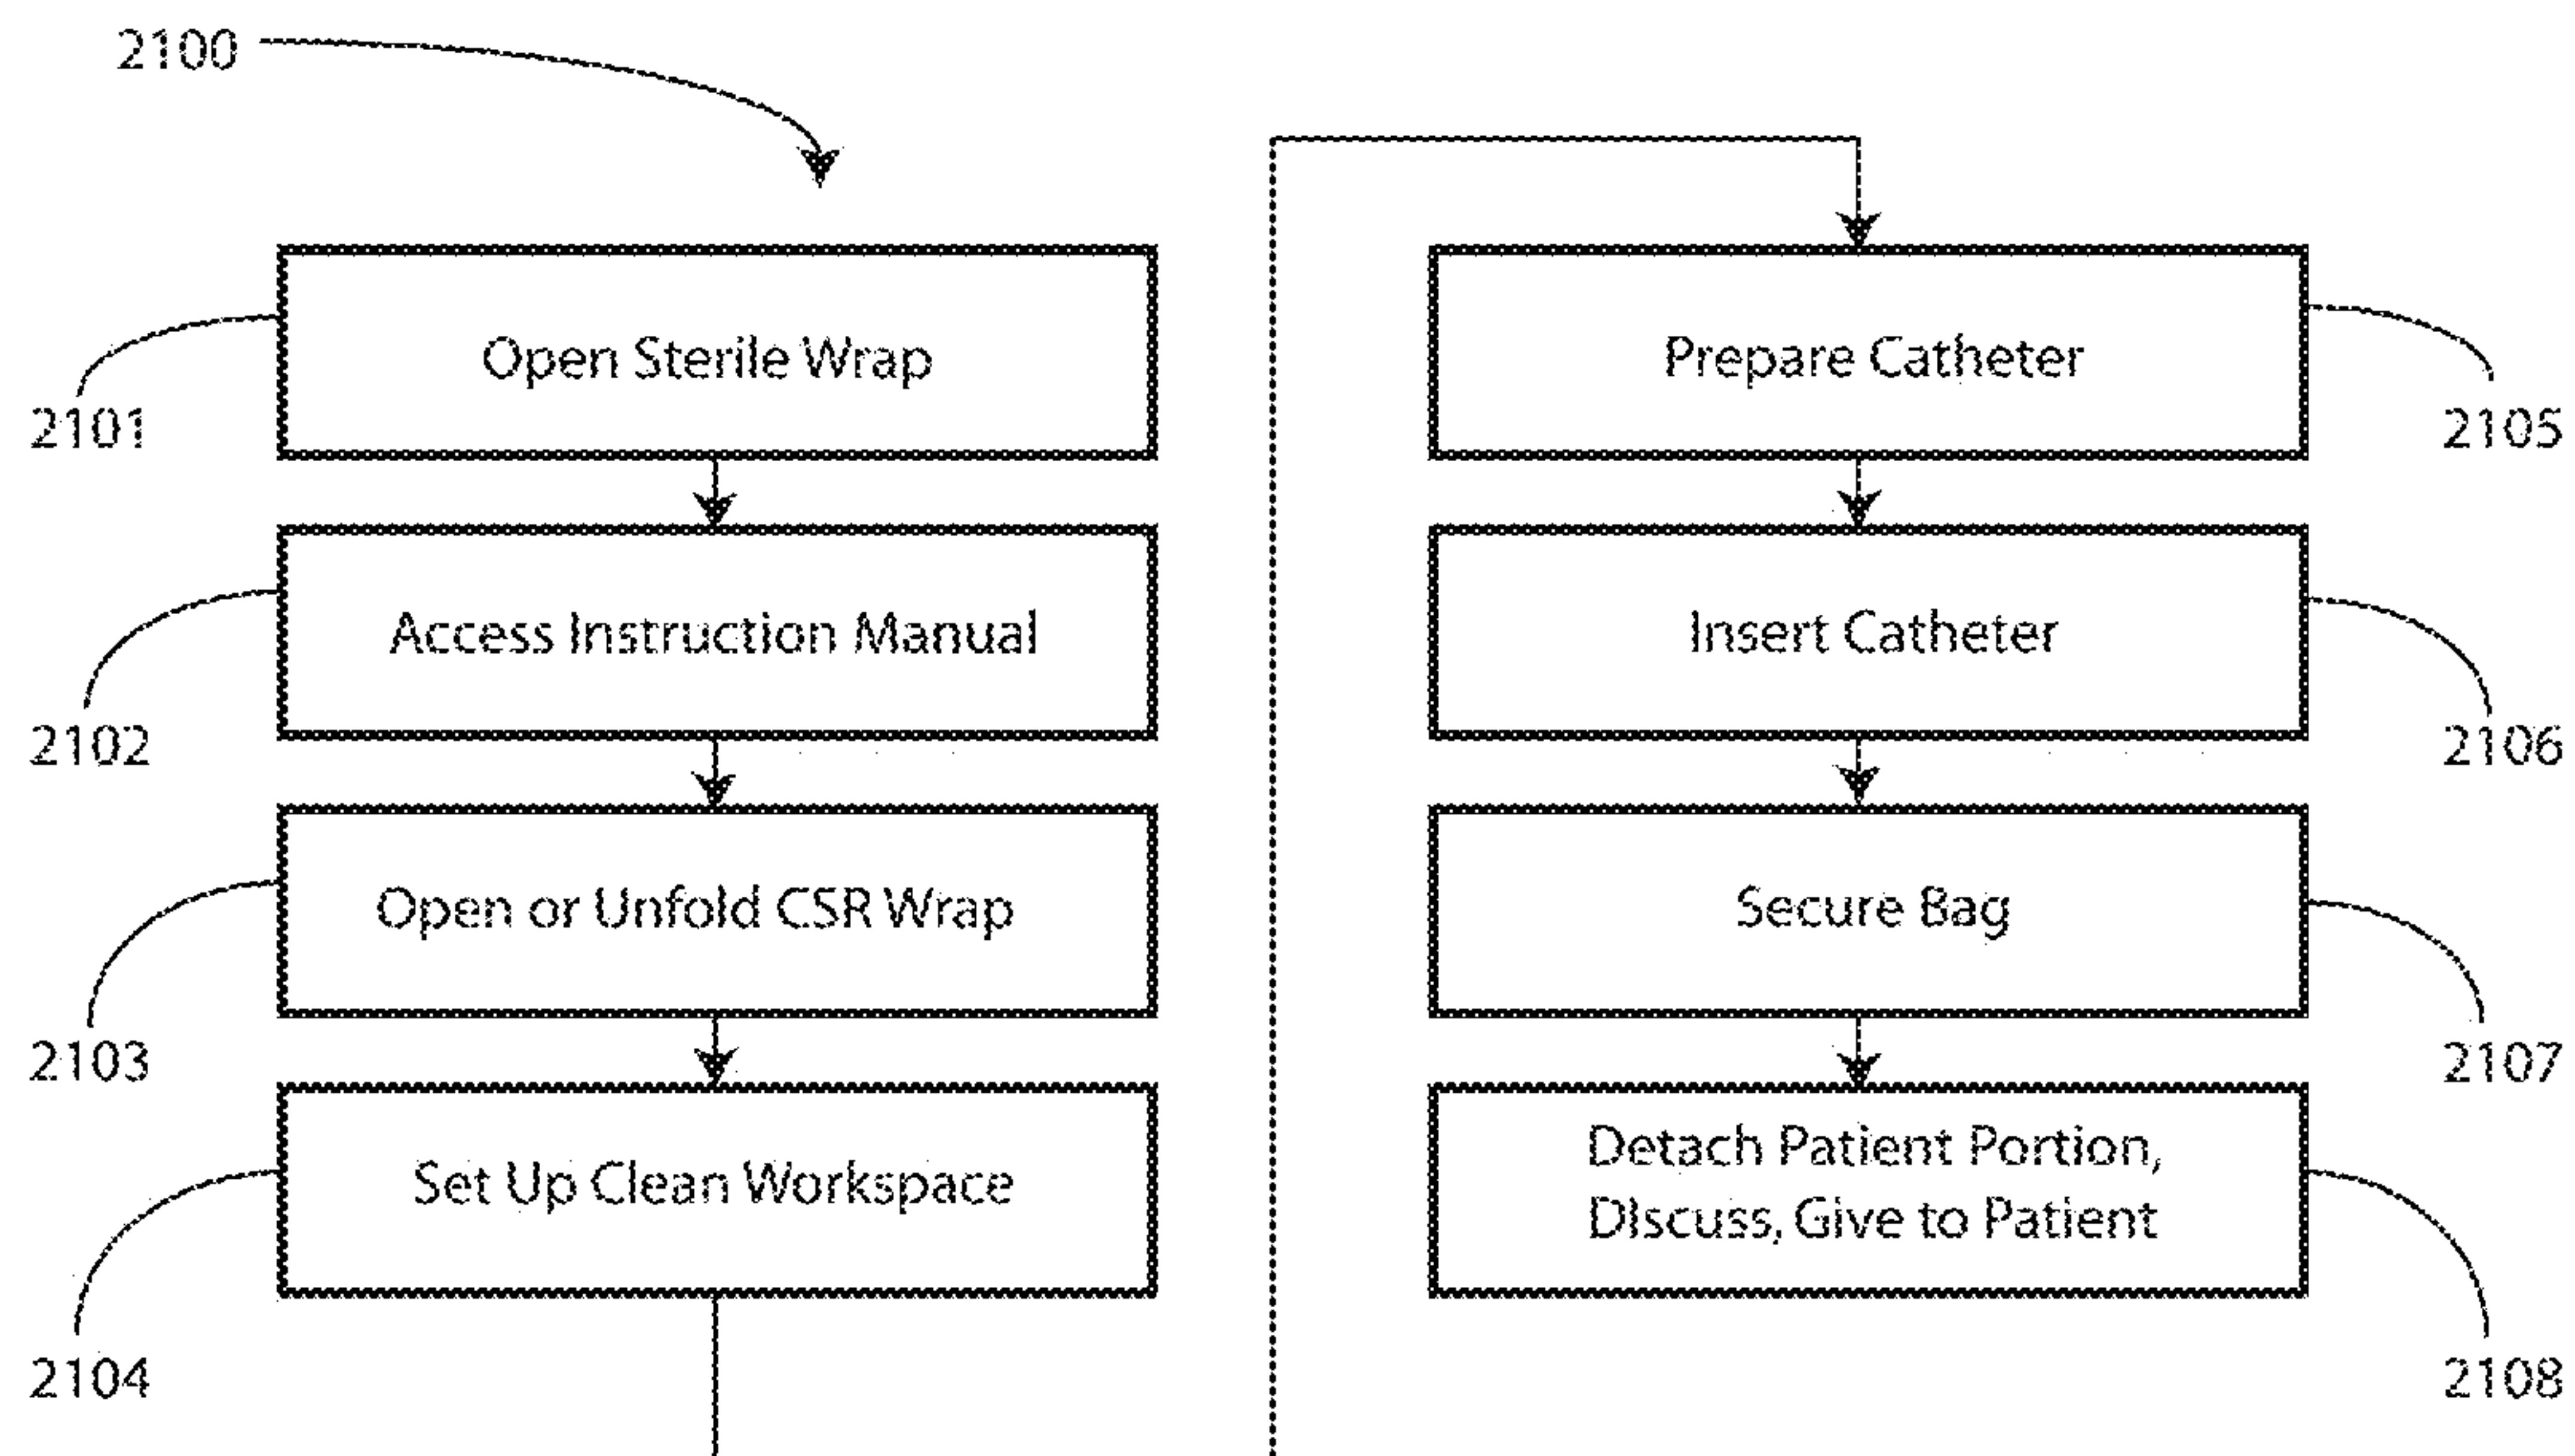 2100
Open Sterile Wrap
2101
Access Instruction Manual
2102
Open or Unfold CSR Wrap
2103
Set Up Clean Workspace
2104
Prepare Catheter
2105
Insert Catheter
2106
Secure Bag
2107
Detach Patient Portion,
DIscuss, Give to Patient
2108